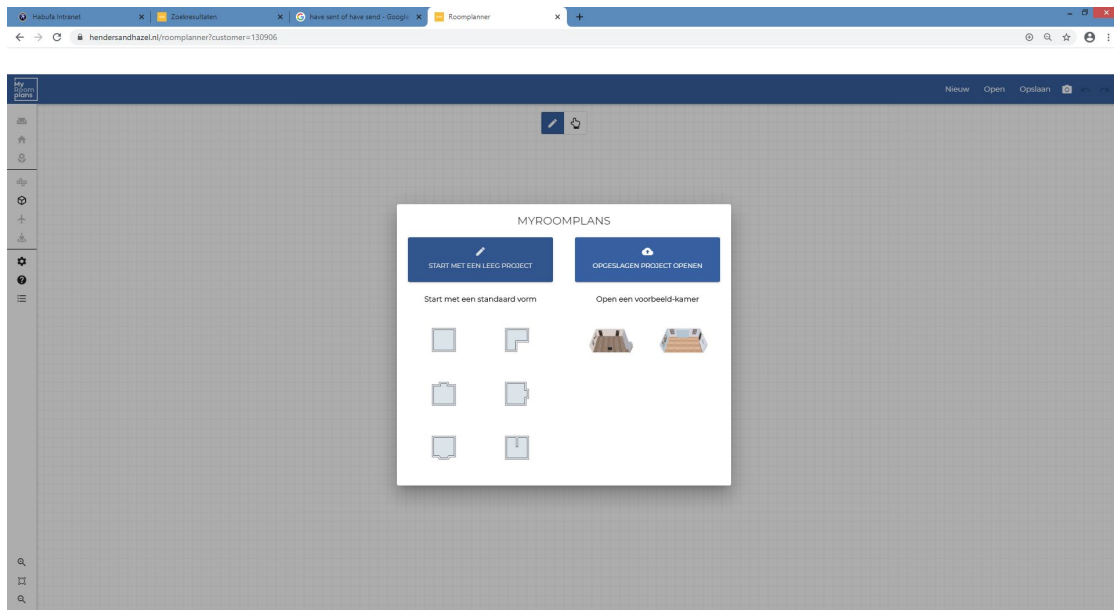 Habufa Intranet
Zoekresultaten
have sent of have send - Google
Roomplanner
hendersandhazel.nl/roomplanner?customer=130906
My
Room
plans
Nieuw Open Opslaan
MYROOMPLANS
START MET EEN LEEG PROJECT
OPGESLAGEN PROJECT OPENEN
Start met een standaard vorm
Open een voorbeeld-kamer